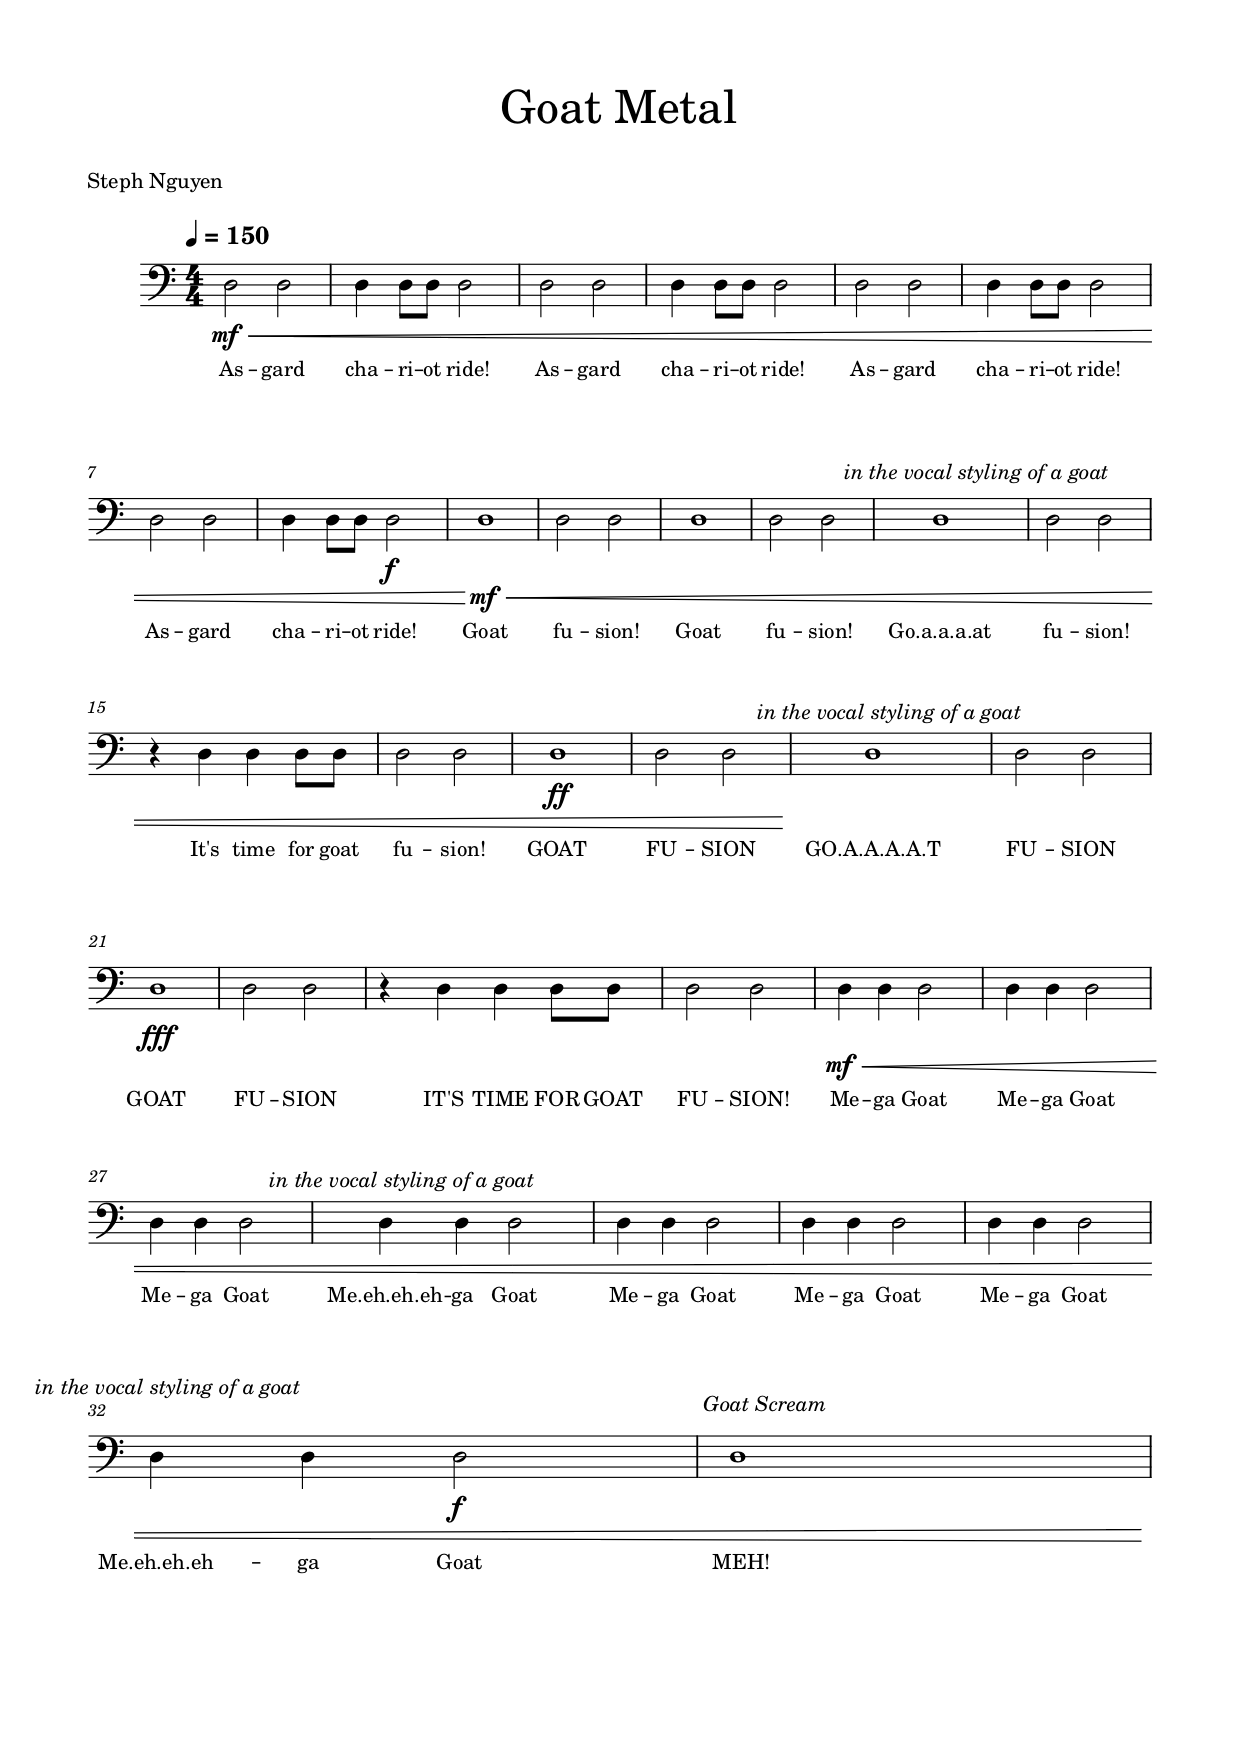 Goat Metal
Steph Nguyen
= 150
4
4
mf
As – gard cha – ri – ot ride! As – gard cha – ri – ot ride! As – gard cha – ri – ot ride!
in the vocal styling of a goat
7
f
mf
As – gard cha – ri – ot ride! Goat fu – sion! Goat fu – sion! Go.a.a.a.at fu – sion!
in the vocal styling of a goat
15
ff
It's time for goat fu – sion! GOAT FU – SION GO.A.A.A.A.T FU – SION
21
fff
mf
GOAT FU – SION IT'S TIME FOR GOAT FU – SION! Me – ga Goat Me – ga Goat
27
in the vocal styling of a goat
Me – ga Goat Me.eh.eh.eh – ga Goat Me – ga Goat Me – ga Goat Me – ga Goat
in the vocal styling of a goat
32
Goat Scream
f
Me.eh.eh.eh – ga Goat MEH!